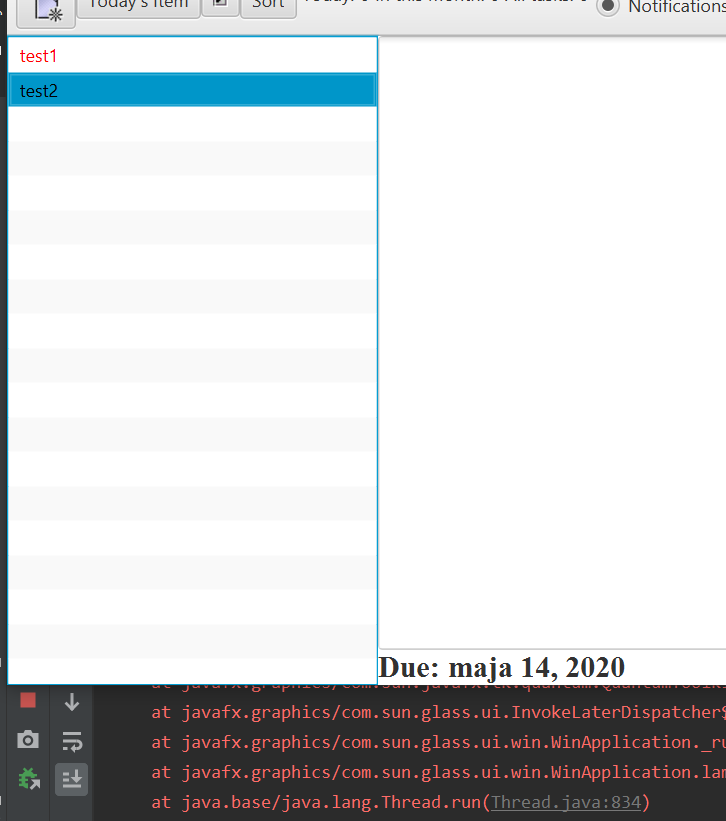 Today's Item Sort Notifications
test1
test2
Due: maja 14, 2020
at javafx.graphics/com.sun.glass.ui.InvokeLaterDispatcher$
at javafx.graphics/com.sun.glass.ui.win.WinApplication._ru
at javafx.graphics/com.sun.glass.ui.win.WinApplication.lam
at java.base/java.lang.Thread.run(Thread.java:834)